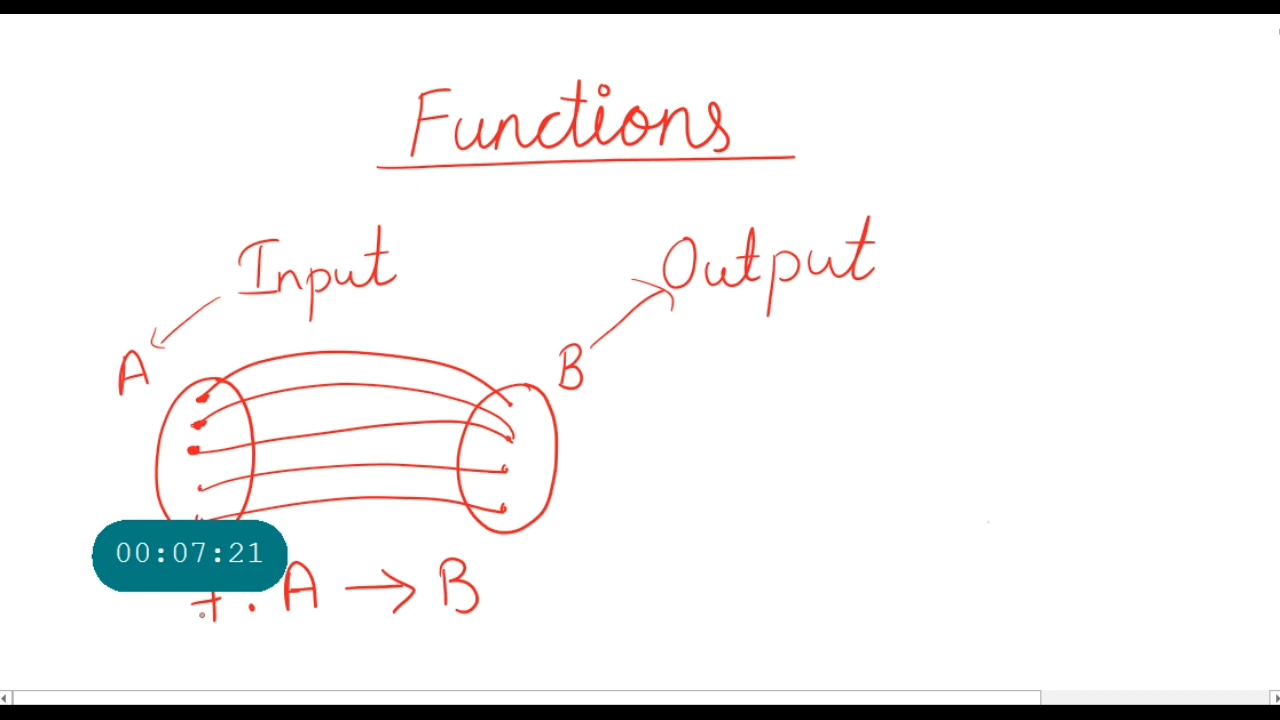 Functions
Input Output
A B
00:07:21
f : A → B